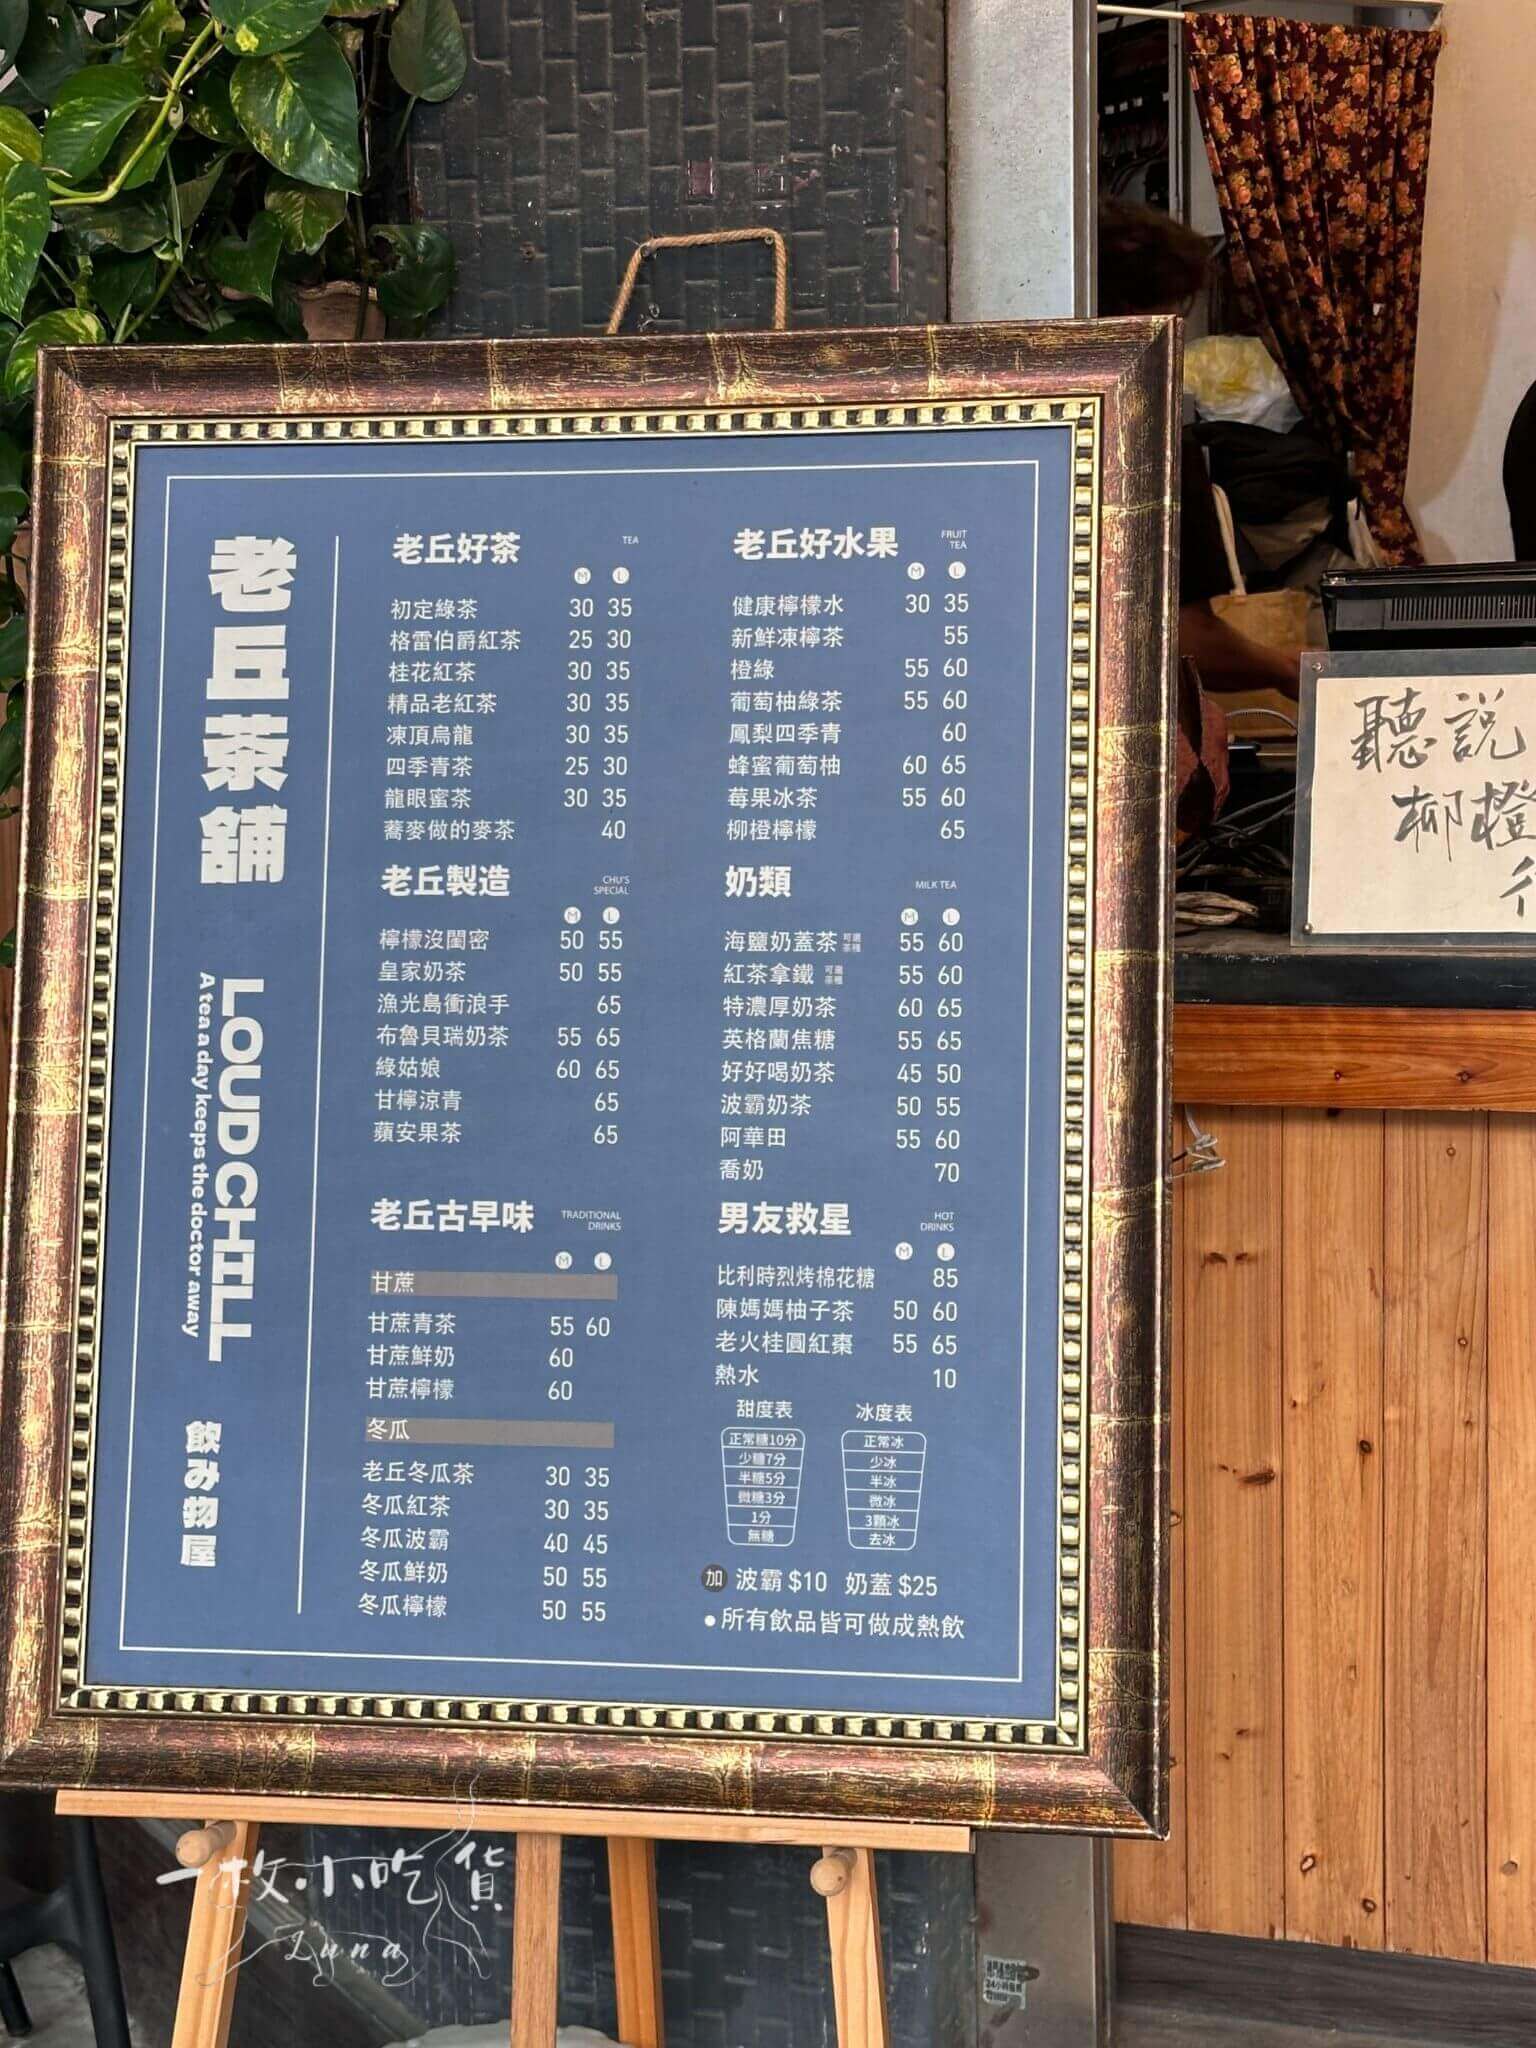 老丘茶舖
LOUDCHILL
A tea a day keeps the doctor away
飲み物屋
老丘好茶 TEA
M L
初定綠茶 30 35
格雷伯爵紅茶 25 30
桂花紅茶 30 35
精品老紅茶 30 35
凍頂烏龍 30 35
四季青茶 25 30
龍眼蜜茶 30 35
蕎麥做的麥茶 40
老丘製造 CHU'S SPECIAL
M L
檸檬沒閨密 50 55
皇家奶茶 50 55
漁光島衝浪手 65
布魯貝瑞奶茶 55 65
綠姑娘 60 65
甘檸涼青 65
蘋安果茶 65
老丘古早味 TRADITIONAL DRINKS
M L
甘蔗
甘蔗青茶 55 60
甘蔗鮮奶 60
甘蔗檸檬 60
冬瓜
老丘冬瓜茶 30 35
冬瓜紅茶 30 35
冬瓜波霸 40 45
冬瓜鮮奶 50 55
冬瓜檸檬 50 55
老丘好水果 FRUIT TEA
M L
健康檸檬水 30 35
新鮮凍檸茶 55
橙綠 55 60
葡萄柚綠茶 55 60
鳳梨四季青 60
蜂蜜葡萄柚 60 65
莓果冰茶 55 60
柳橙檸檬 65
奶類 MILK TEA
M L
海鹽奶蓋茶 可選茶種 55 60
紅茶拿鐵 可選茶種 55 60
特濃厚奶茶 60 65
英格蘭焦糖 55 65
好好喝奶茶 45 50
波霸奶茶 50 55
阿華田 55 60
喬奶 70
男友救星 HOT DRINKS
M L
比利時烈烤棉花糖 85
陳媽媽柚子茶 50 60
老火桂圓紅棗 55 65
熱水 10
甜度表
正常糖10分
少糖7分
半糖5分
微糖3分
1分
無糖
冰度表
正常冰
少冰
半冰
微冰
3顆冰
去冰
加 波霸 $10 奶蓋 $25
●所有飲品皆可做成熱飲
聽說
柳橙
一枚小吃貨
Luna